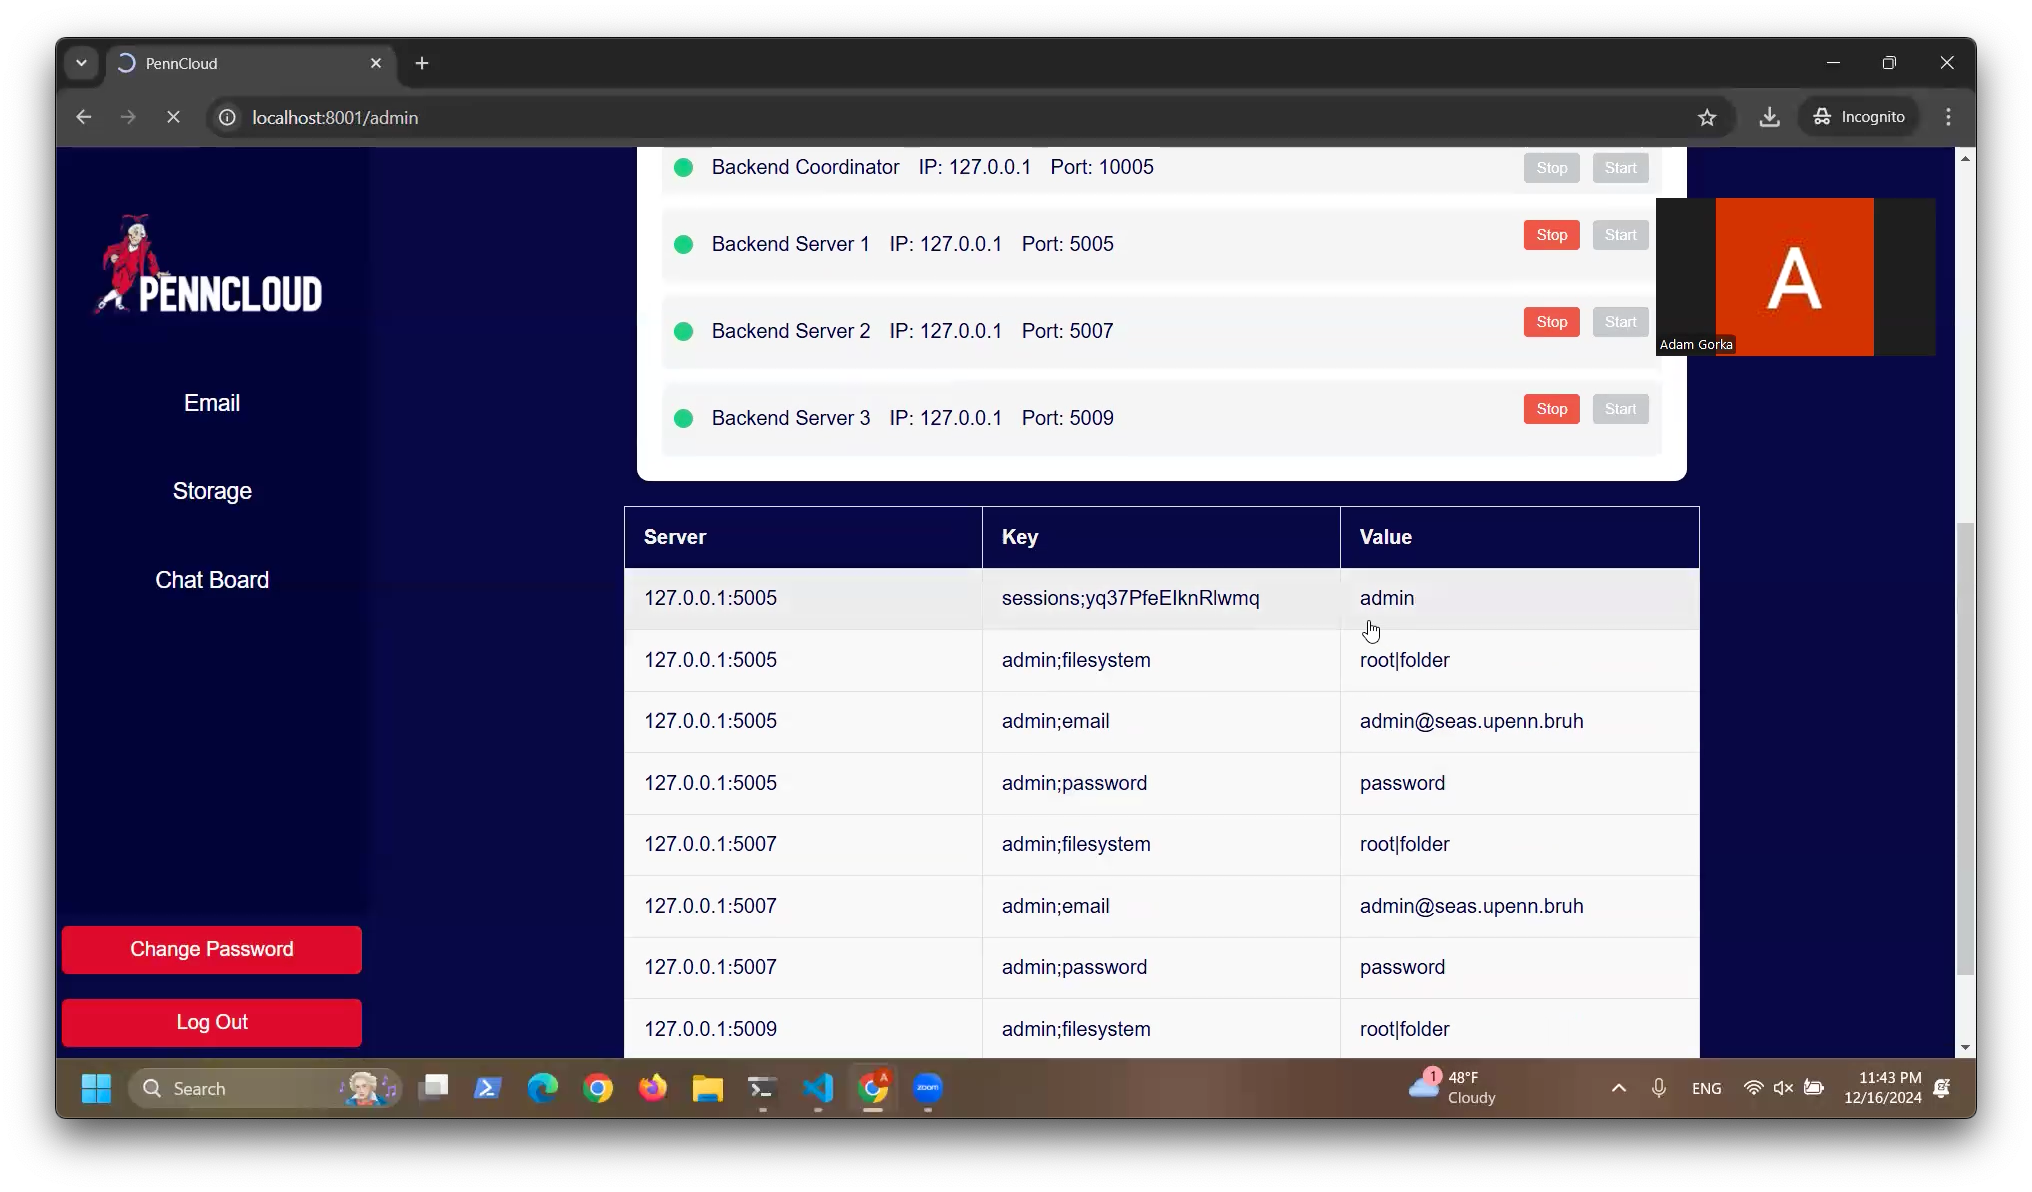 PennCloud
localhost:8001/admin
Incognito
Backend Coordinator IP: 127.0.0.1 Port: 10005 Stop Start
Backend Server 1 IP: 127.0.0.1 Port: 5005 Stop Start
PENNCLOUD
Backend Server 2 IP: 127.0.0.1 Port: 5007 Stop Start
A
Adam Gorka
Email
Backend Server 3 IP: 127.0.0.1 Port: 5009 Stop Start
Storage
Chat Board
Server Key Value
127.0.0.1:5005 sessions;yq37PfeEIknRlwmq admin
127.0.0.1:5005 admin;filesystem root|folder
127.0.0.1:5005 admin;email admin@seas.upenn.bruh
127.0.0.1:5005 admin;password password
127.0.0.1:5007 admin;filesystem root|folder
127.0.0.1:5007 admin;email admin@seas.upenn.bruh
127.0.0.1:5007 admin;password password
127.0.0.1:5009 admin;filesystem root|folder
Change Password
Log Out
Search
A
zoom
1
48°F
Cloudy
ENG
11:43 PM
12/16/2024